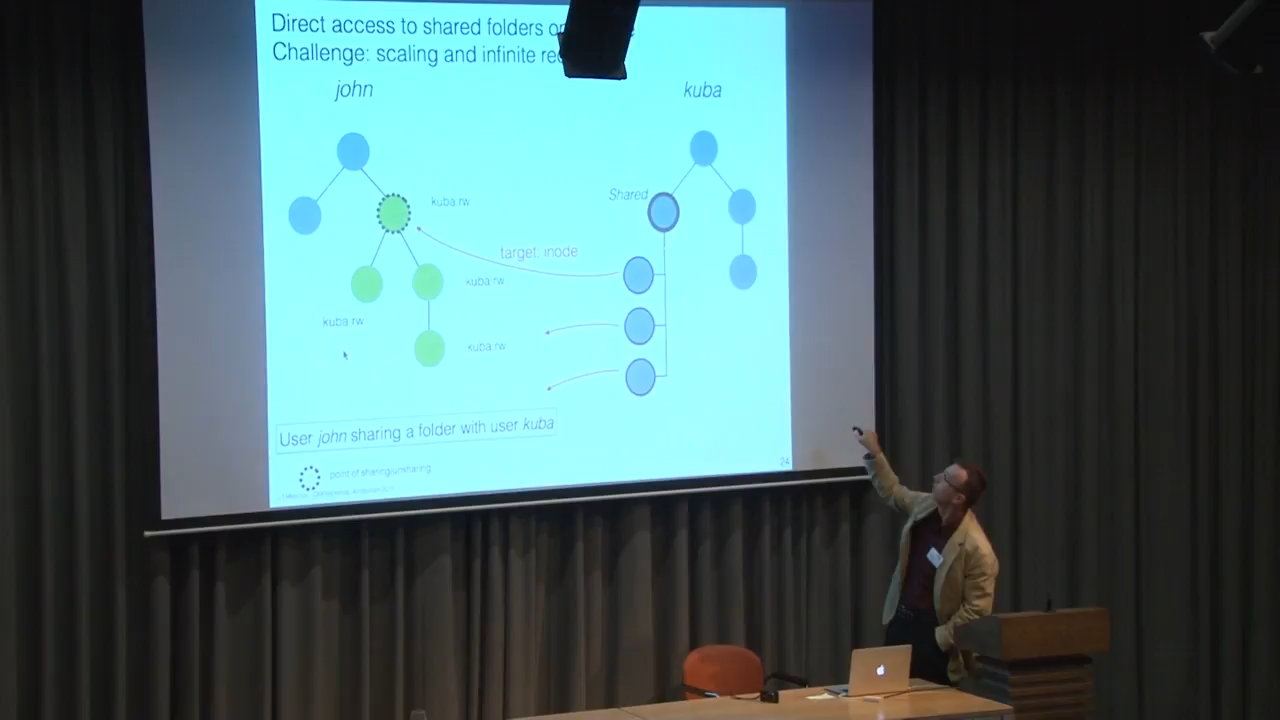 Direct access to shared folders
Challenge: scaling and infinite
john
kuba
Shared
kuba:rw
target: inode
kuba:rw
kuba:rw
kuba:rw
User john sharing a folder with user kuba
point of sharing/unsharing
24